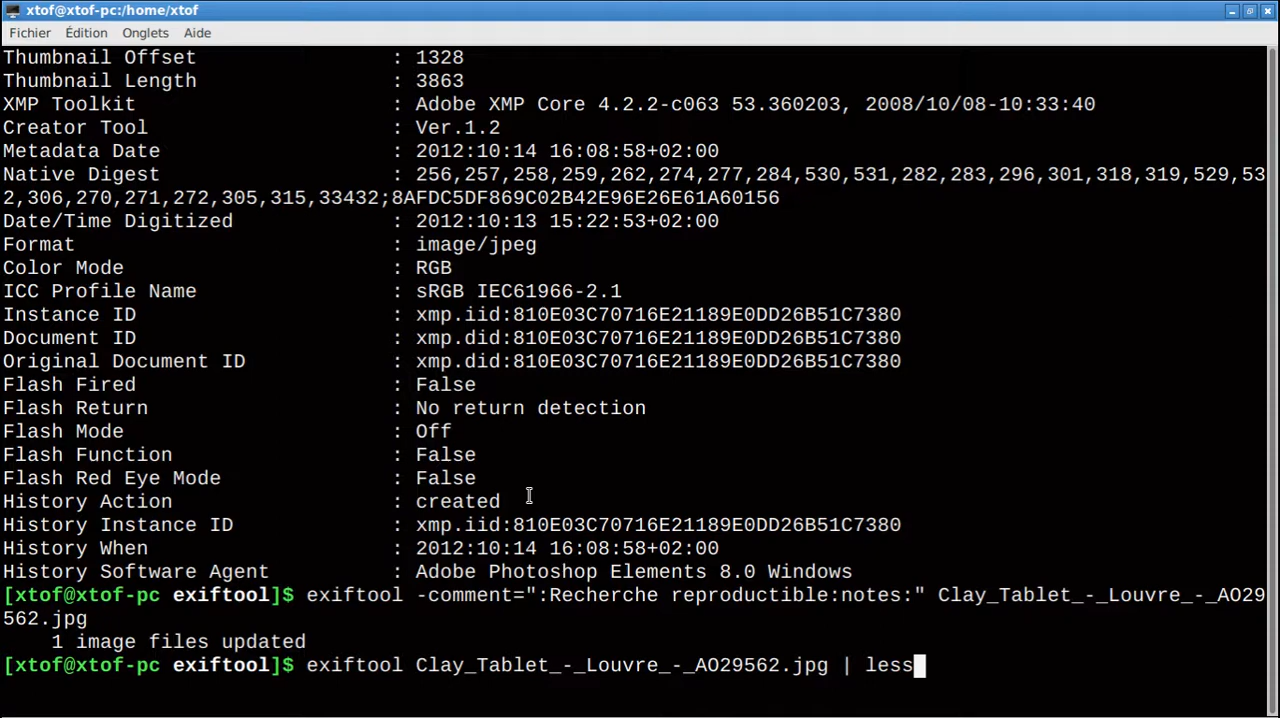 xtof@xtof-pc:/home/xtof
Fichier Édition Onglets Aide
Thumbnail Offset : 1328
Thumbnail Length : 3863
XMP Toolkit : Adobe XMP Core 4.2.2-c063 53.360203, 2008/10/08-10:33:40
Creator Tool : Ver.1.2
Metadata Date : 2012:10:14 16:08:58+02:00
Native Digest : 256,257,258,259,262,274,277,284,530,531,282,283,296,301,318,319,529,53
2,306,270,271,272,305,315,33432;8AFDC5DF869C02B42E96E26E61A60156
Date/Time Digitized : 2012:10:13 15:22:53+02:00
Format : image/jpeg
Color Mode : RGB
ICC Profile Name : sRGB IEC61966-2.1
Instance ID : xmp.iid:810E03C70716E21189E0DD26B51C7380
Document ID : xmp.did:810E03C70716E21189E0DD26B51C7380
Original Document ID : xmp.did:810E03C70716E21189E0DD26B51C7380
Flash Fired : False
Flash Return : No return detection
Flash Mode : Off
Flash Function : False
Flash Red Eye Mode : False
History Action : created
History Instance ID : xmp.iid:810E03C70716E21189E0DD26B51C7380
History When : 2012:10:14 16:08:58+02:00
History Software Agent : Adobe Photoshop Elements 8.0 Windows
[xtof@xtof-pc exiftool]$ exiftool -comment=":Recherche reproductible:notes:" Clay_Tablet_-_Louvre_-_AO29
562.jpg
1 image files updated
[xtof@xtof-pc exiftool]$ exiftool Clay_Tablet_-_Louvre_-_AO29562.jpg | less